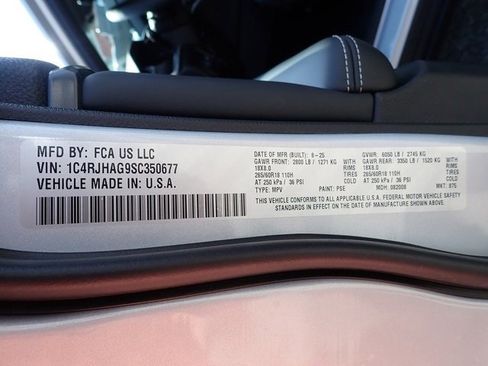 MFD BY: FCA US LLC
VIN: 1C4RJHAG9SC350677
VEHICLE MADE IN: U.S.A.
DATE OF MFR (BUILT): 8-25 GVWR: 6050 LB / 2745 KG
GAWR FRONT: 2800 LB / 1271 KG WITH GAWR REAR: 3350 LB / 1520 KG WITH
18X8.0 RIMS 18X8.0 RIMS
265/60R18 110H TIRES 265/60R18 110H TIRES
AT 250 kPa / 36 PSI COLD AT 250 kPa / 36 PSI COLD
TYPE: MPV PAINT: PSE MDH: 082008 MKT: 875
THIS VEHICLE CONFORMS TO ALL APPLICABLE U.S.A. FEDERAL MOTOR VEHICLE
SAFETY STANDARDS IN EFFECT ON THE DATE OF MANUFACTURE SHOWN ABOVE.